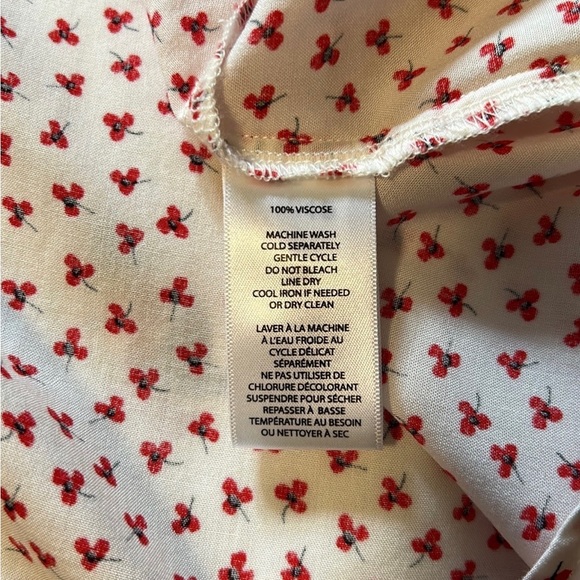 100% VISCOSE
MACHINE WASH
COLD SEPARATELY
GENTLE CYCLE
DO NOT BLEACH
LINE DRY
COOL IRON IF NEEDED
OR DRY CLEAN
LAVER À LA MACHINE
À L'EAU FROIDE AU
CYCLE DÉLICAT
SÉPARÉMENT
NE PAS UTILISER DE
CHLORURE DÉCOLORANT
SUSPENDRE POUR SÉCHER
REPASSER À BASSE
TEMPÉRATURE AU BESOIN
OU NETTOYER À SEC